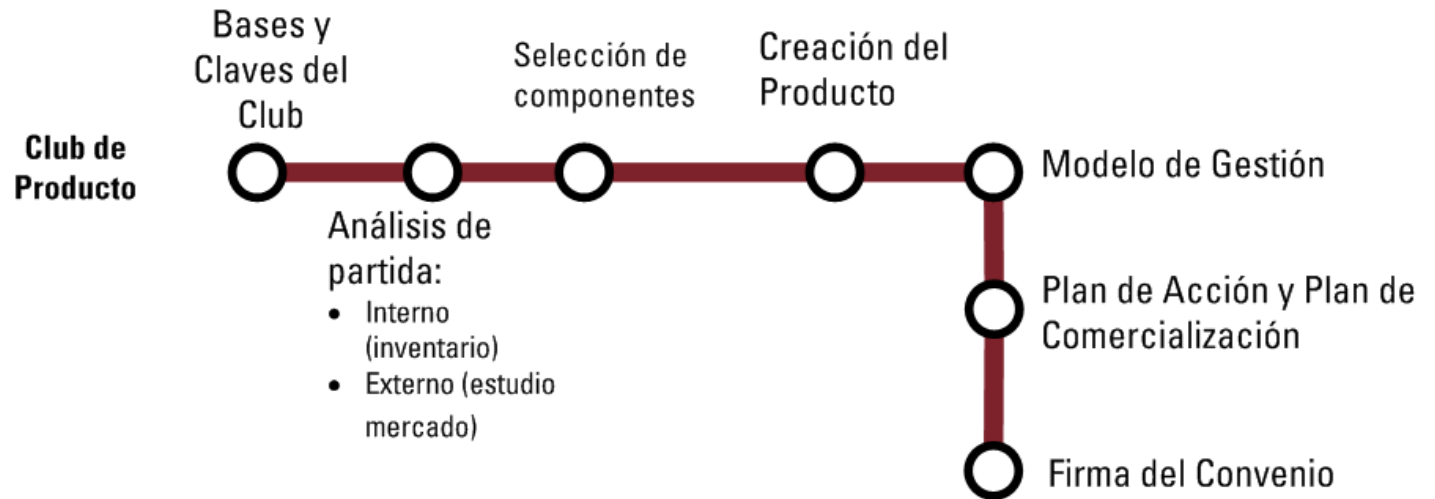 Club de
Producto
Bases y
Claves del
Club
Análisis de
partida:
• Interno
(inventario)
• Externo (estudio
mercado)
Selección de
componentes
Creación del
Producto
Modelo de Gestión
Plan de Acción y Plan de
Comercialización
Firma del Convenio